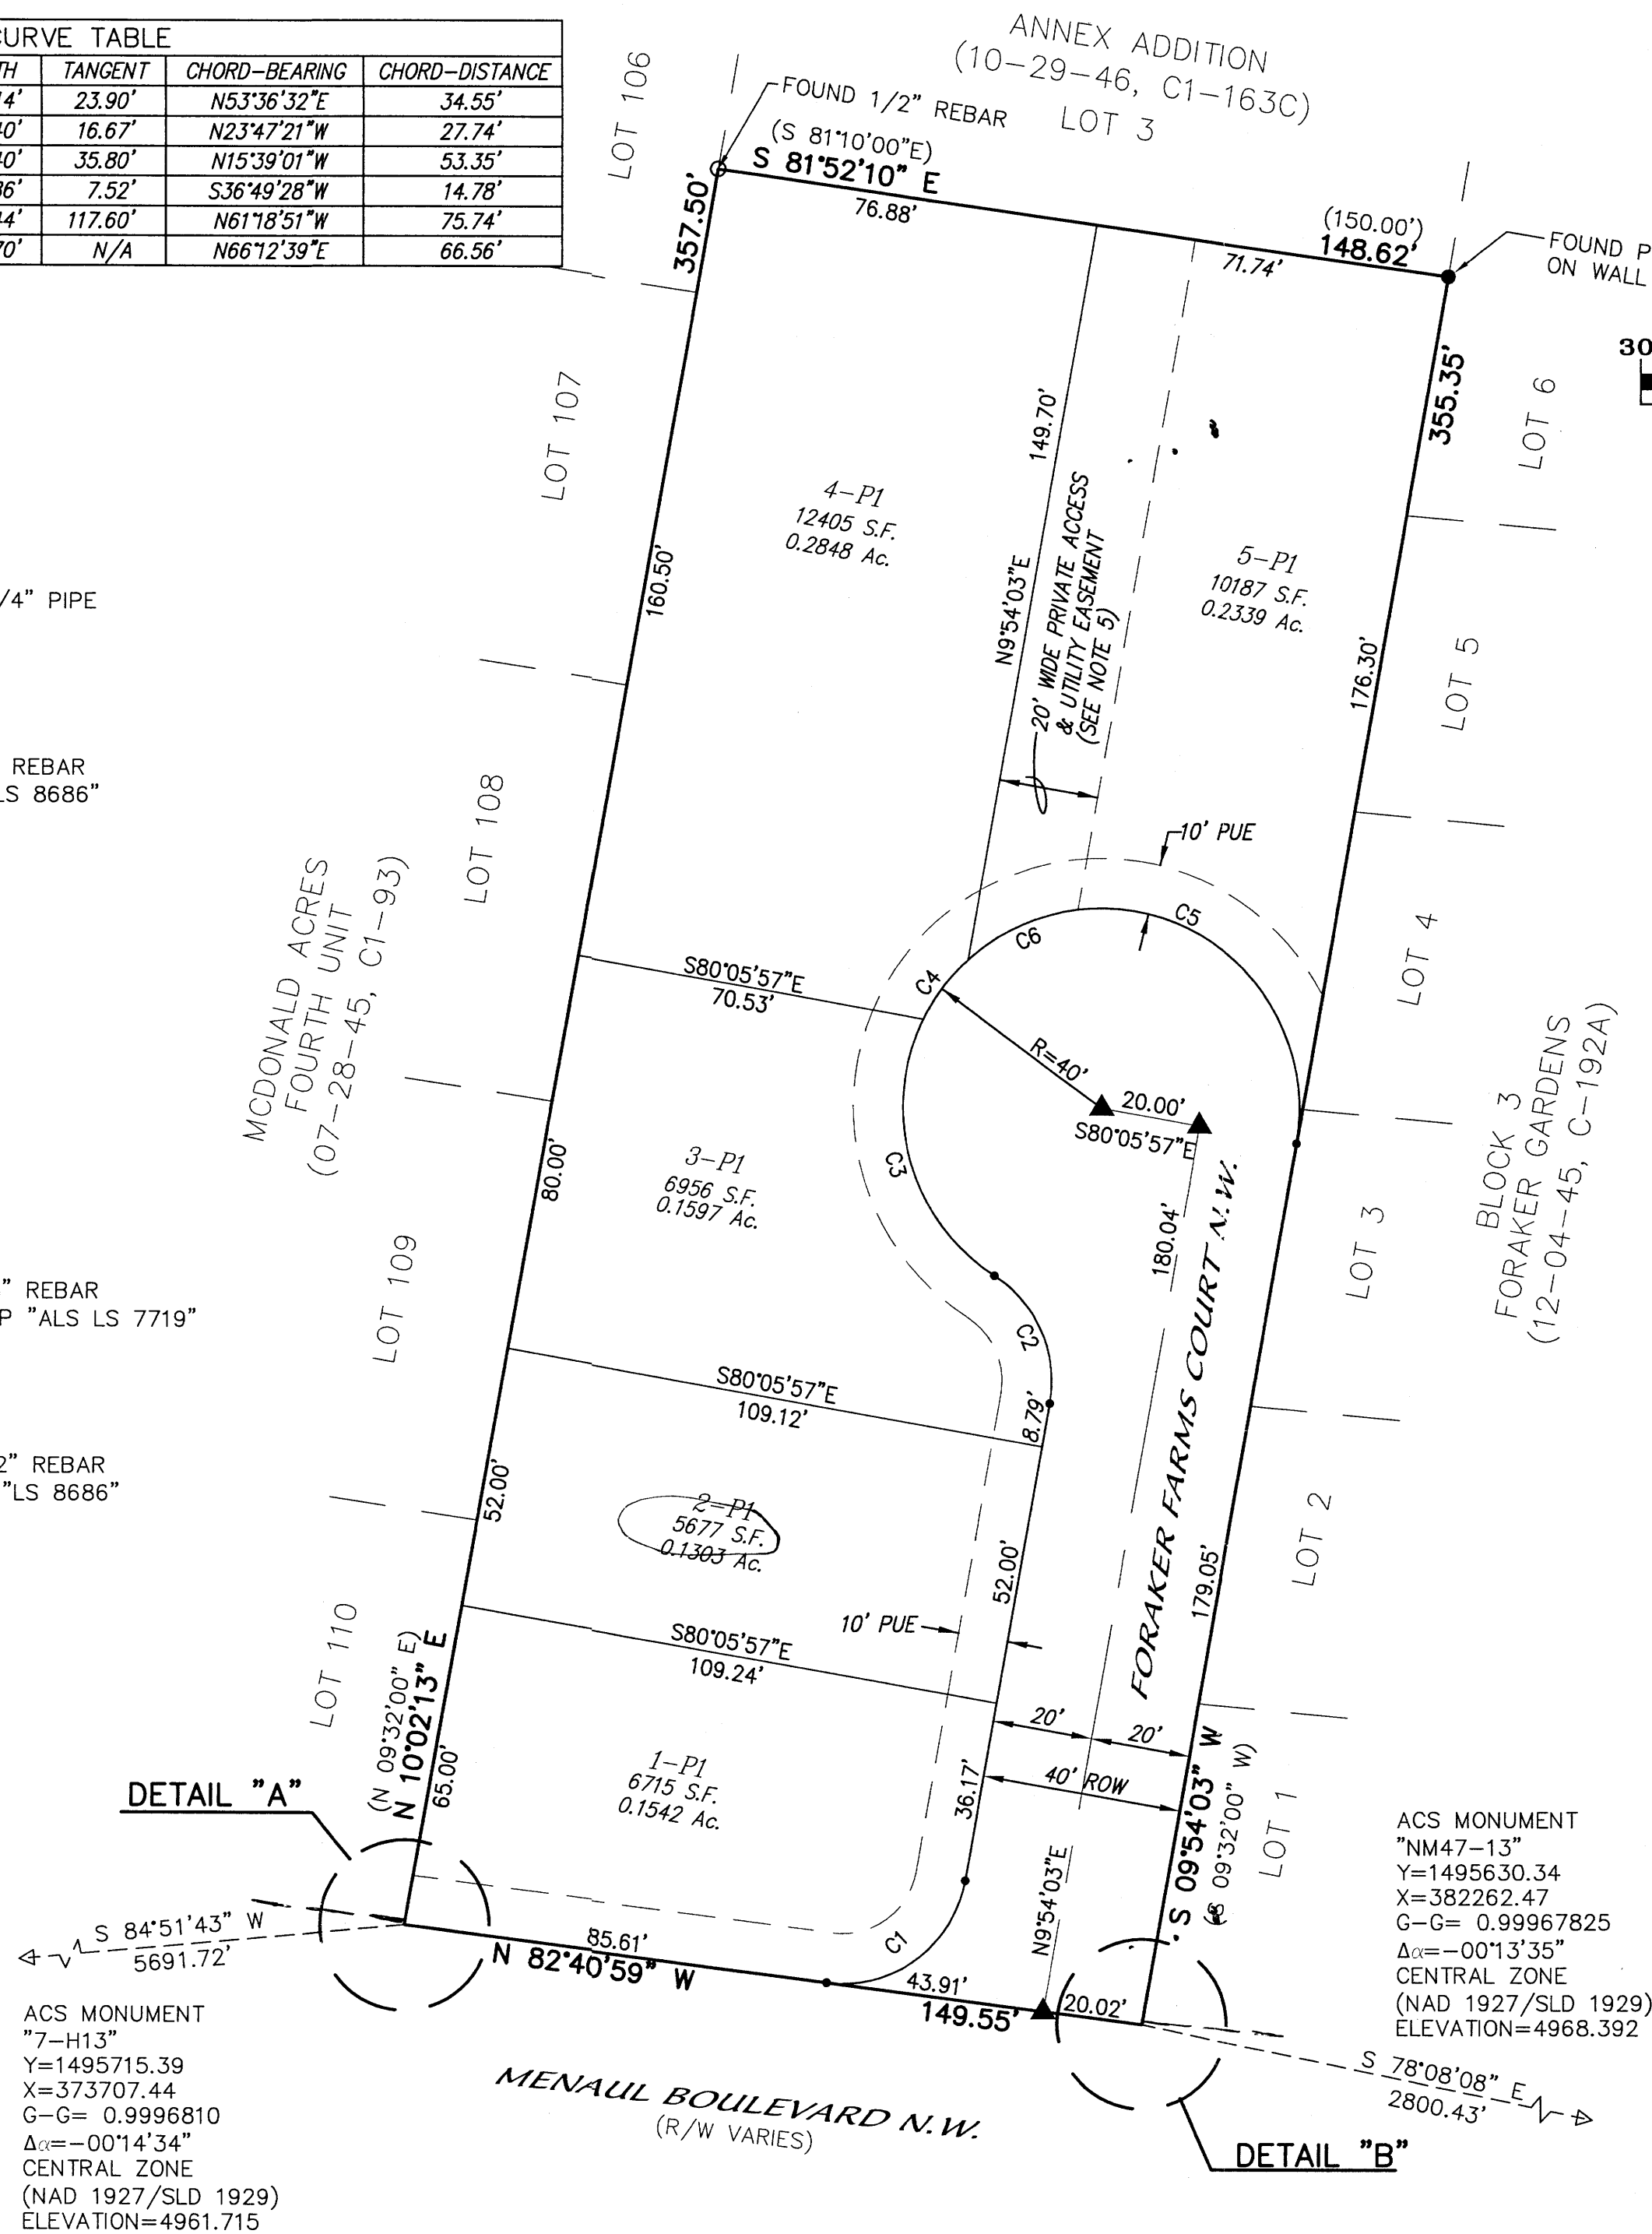 CURVE TABLE
TH TANGENT CHORD-BEARING CHORD-DISTANCE
4' 23.90' N53°36'32"E 34.55'
0' 16.67' N23°47'21"W 27.74'
0' 35.80' N15°39'01"W 53.35'
36' 7.52' S36°49'28"W 14.78'
4' 117.60' N61°18'51"W 75.74'
70' N/A N66°12'39"E 66.56'
ANNEX ADDITION
(10-29-46, C1-163C)
LOT 3
LOT 106
FOUND 1/2" REBAR
(S 81°10'00"E)
S 81°52'10" E
76.88'
(150.00')
148.62'
71.74'
FOUND P
ON WALL
30
357.50'
355.35'
LOT 107
LOT 6
149.70'
4-P1
12405 S.F.
0.2848 Ac.
N9°54'03"E
20' WIDE PRIVATE ACCESS
& UTILITY EASEMENT
(SEE NOTE 5)
5-P1
10187 S.F.
0.2339 Ac.
160.50'
176.30'
LOT 5
/4" PIPE
REBAR
LS 8686"
LOT 108
10' PUE
MCDONALD ACRES
FOURTH UNIT
(07-28-45, C1-93)
C5
C6
C4
LOT 4
S80°05'57"E
70.53'
R=40'
20.00'
S80°05'57"E
BLOCK 3
FORAKER GARDENS
(12-04-45, C-192A)
80.00'
3-P1
6956 S.F.
0.1597 Ac.
C3
180.04'
LOT 3
LOT 109
" REBAR
P "ALS LS 7719"
C2
S80°05'57"E
109.12'
8.79'
FORAKER FARMS COURT N.W.
2" REBAR
"LS 8686"
52.00'
2-P1
5677 S.F.
0.1303 Ac.
52.00'
179.05'
LOT 2
LOT 110
10' PUE
S80°05'57"E
109.24'
(N 09°32'00" E)
N 10°02'13" E
65.00'
1-P1
6715 S.F.
0.1542 Ac.
20'
20'
40' ROW
36.17'
S 09°54'03" W
(S 09°32'00" W)
LOT 1
DETAIL "A"
N9°54'03"E
C1
S 84°51'43" W
5691.72'
85.61'
N 82°40'59" W
43.91'
149.55'
20.02'
ACS MONUMENT
"NM47-13"
Y=1495630.34
X=382262.47
G-G= 0.99967825
Δα=-00°13'35"
CENTRAL ZONE
(NAD 1927/SLD 1929)
ELEVATION=4968.392
S 78°08'08" E
2800.43'
ACS MONUMENT
"7-H13"
Y=1495715.39
X=373707.44
G-G= 0.9996810
Δα=-00°14'34"
CENTRAL ZONE
(NAD 1927/SLD 1929)
ELEVATION=4961.715
MENAUL BOULEVARD N.W.
(R/W VARIES)
DETAIL "B"